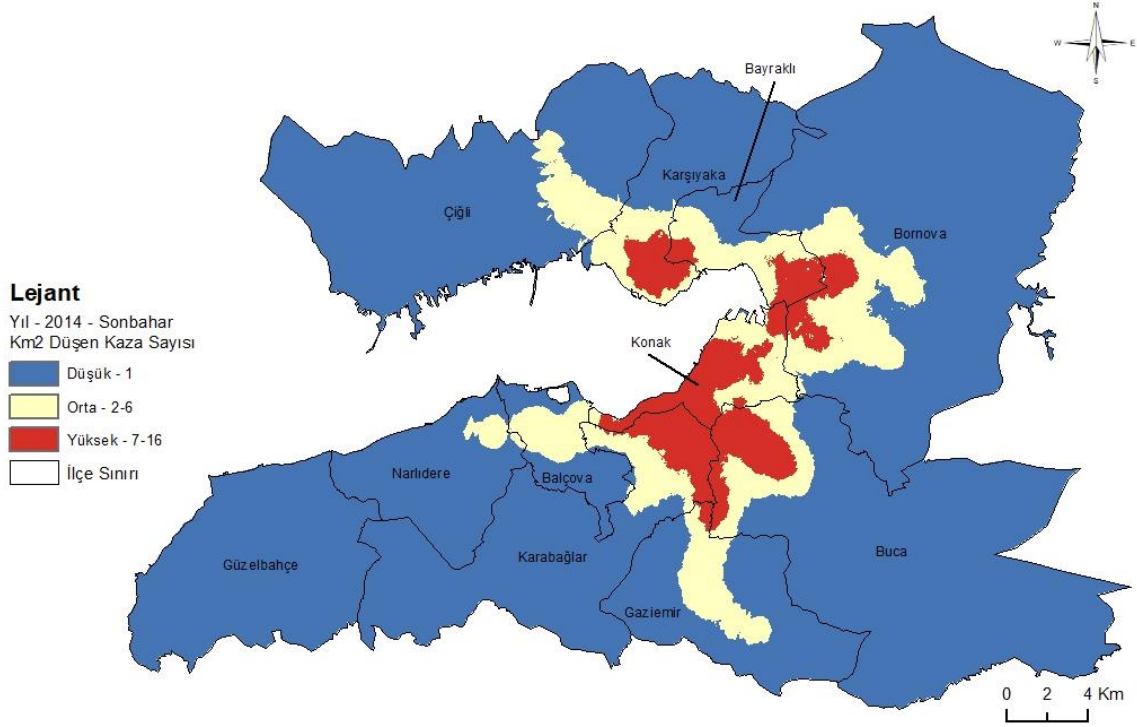 N
W E
S
Bayraklı
Karşıyaka
Çiğli
Bornova
Lejant
Yıl - 2014 - Sonbahar
Km2 Düşen Kaza Sayısı
Düşük - 1
Orta - 2-6
Yüksek - 7-16
İlçe Sınırı
Konak
Narlıdere
Balçova
Güzelbahçe
Karabağlar
Buca
Gaziemir
0 2 4 Km